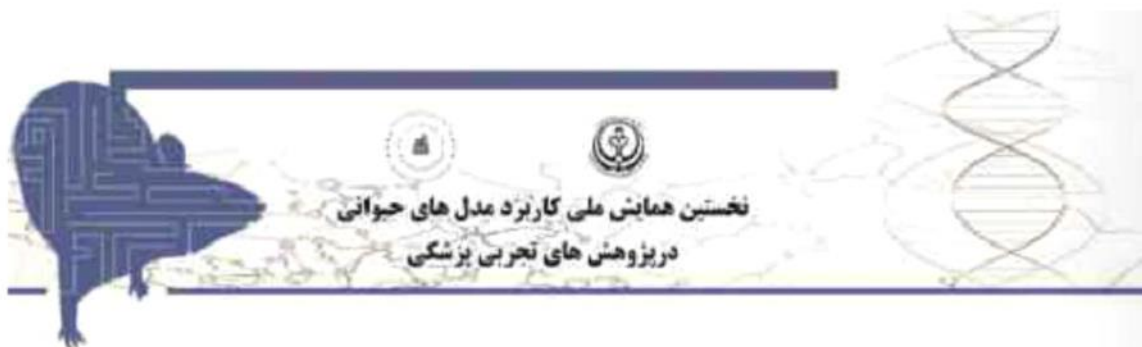 نخستین همایش ملی کاربرد مدل های حیوانی
درپژوهش های تجربی پزشکی